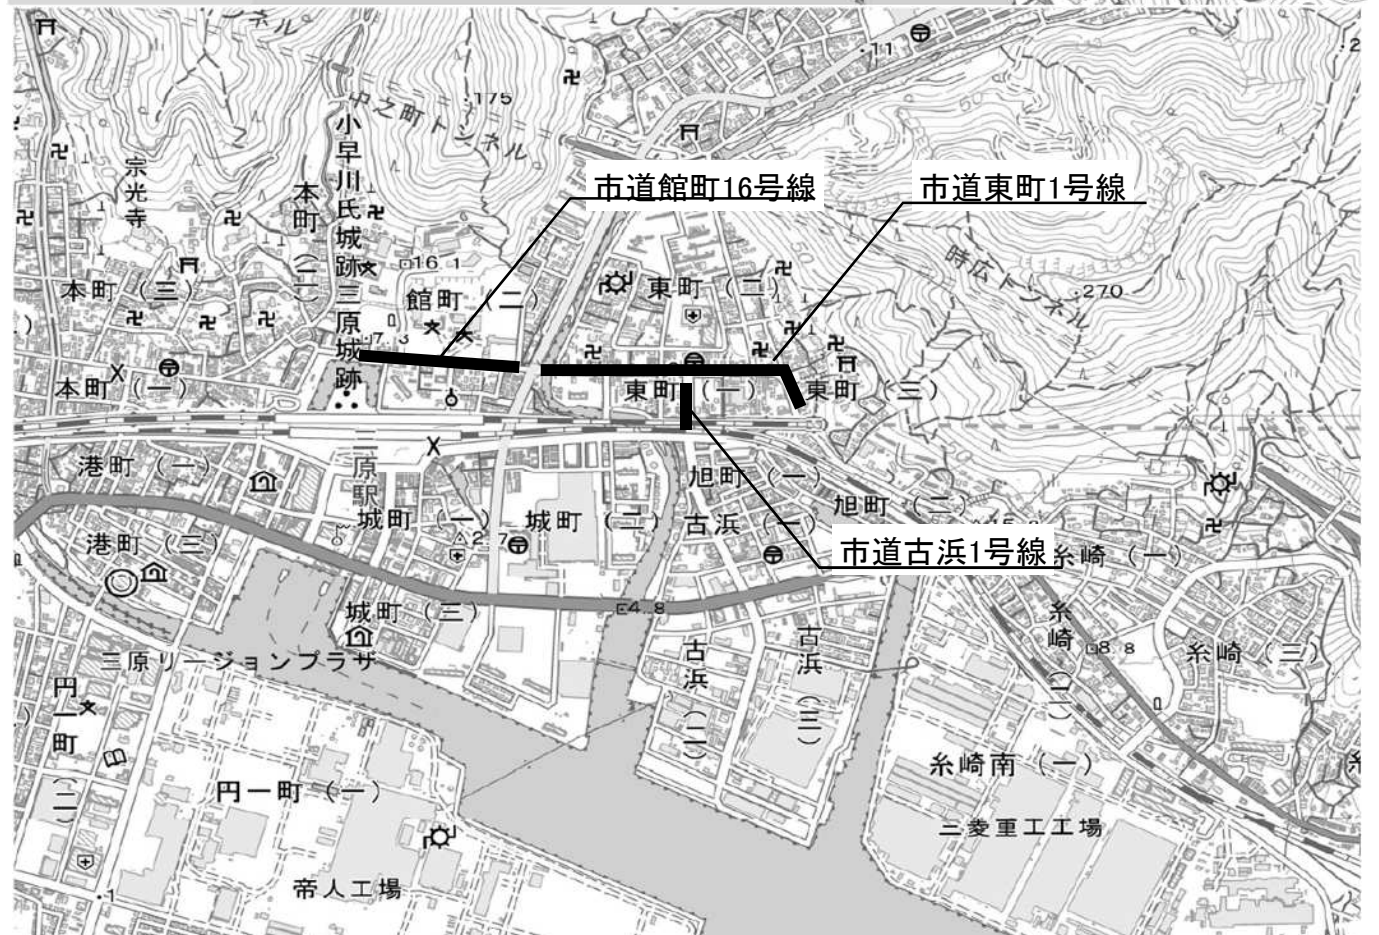 トンネル
・11
・175
中之町トンネル
小早川氏城跡三原城跡
宗光寺
本町(二)
市道館町16号線
市道東町1号線
16.1
時広トンネル
・270
本町(三)
館町(二)
東町(二)
本町(一)
東町(一)
東町(三)
港町(一)
三原駅
旭町(一)
旭町(二)
城町(一)
城町(二)
古浜(一)
市道古浜1号線
糸崎(一)
港町(三)
城町(三)
4.8
糸崎(二)
8.8
糸崎(三)
三原リージョンプラザ
古浜(二)
古浜(三)
円一町(二)
円一町(一)
糸崎南(一)
三菱重工工場
帝人工場